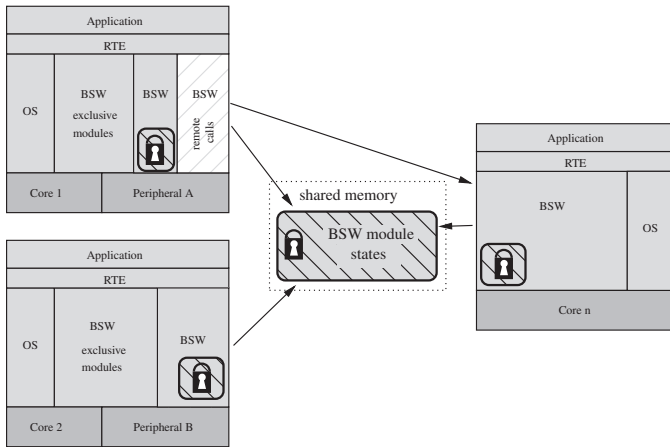 Application
RTE
OS
BSW
exclusive
modules
BSW
BSW
remote
calls
Core 1
Peripheral A
shared memory
BSW module
states
Application
RTE
BSW
OS
Core n
Application
RTE
OS
BSW
exclusive
modules
BSW
Core 2
Peripheral B